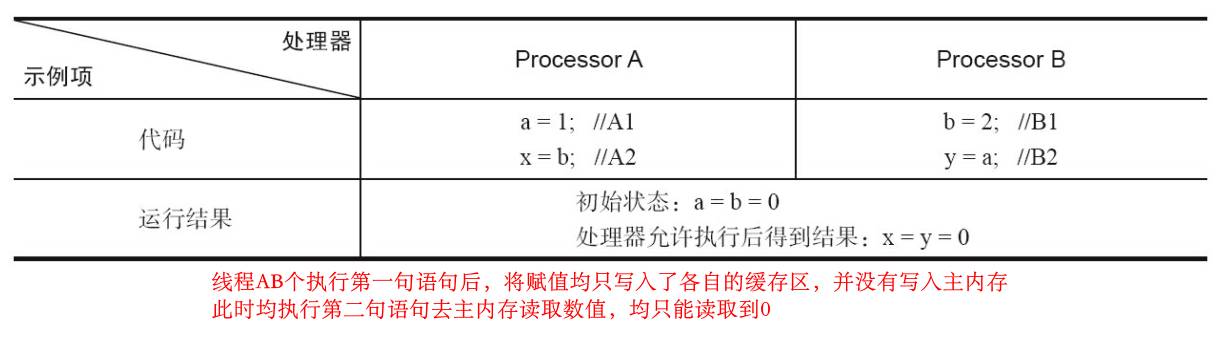 处理器
示例项
Processor A
Processor B
代码
a = 1; //A1
x = b; //A2
b = 2; //B1
y = a; //B2
运行结果
初始状态：a = b = 0
处理器允许执行后得到结果：x = y = 0
线程AB个执行第一句语句后，将赋值均只写入了各自的缓存区，并没有写入主内存
此时均执行第二句语句去主内存读取数值，均只能读取到0